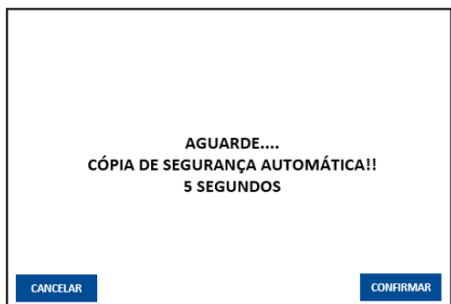 AGUARDE....
CÓPIA DE SEGURANÇA AUTOMÁTICA!!
5 SEGUNDOS
CANCELAR
CONFIRMAR